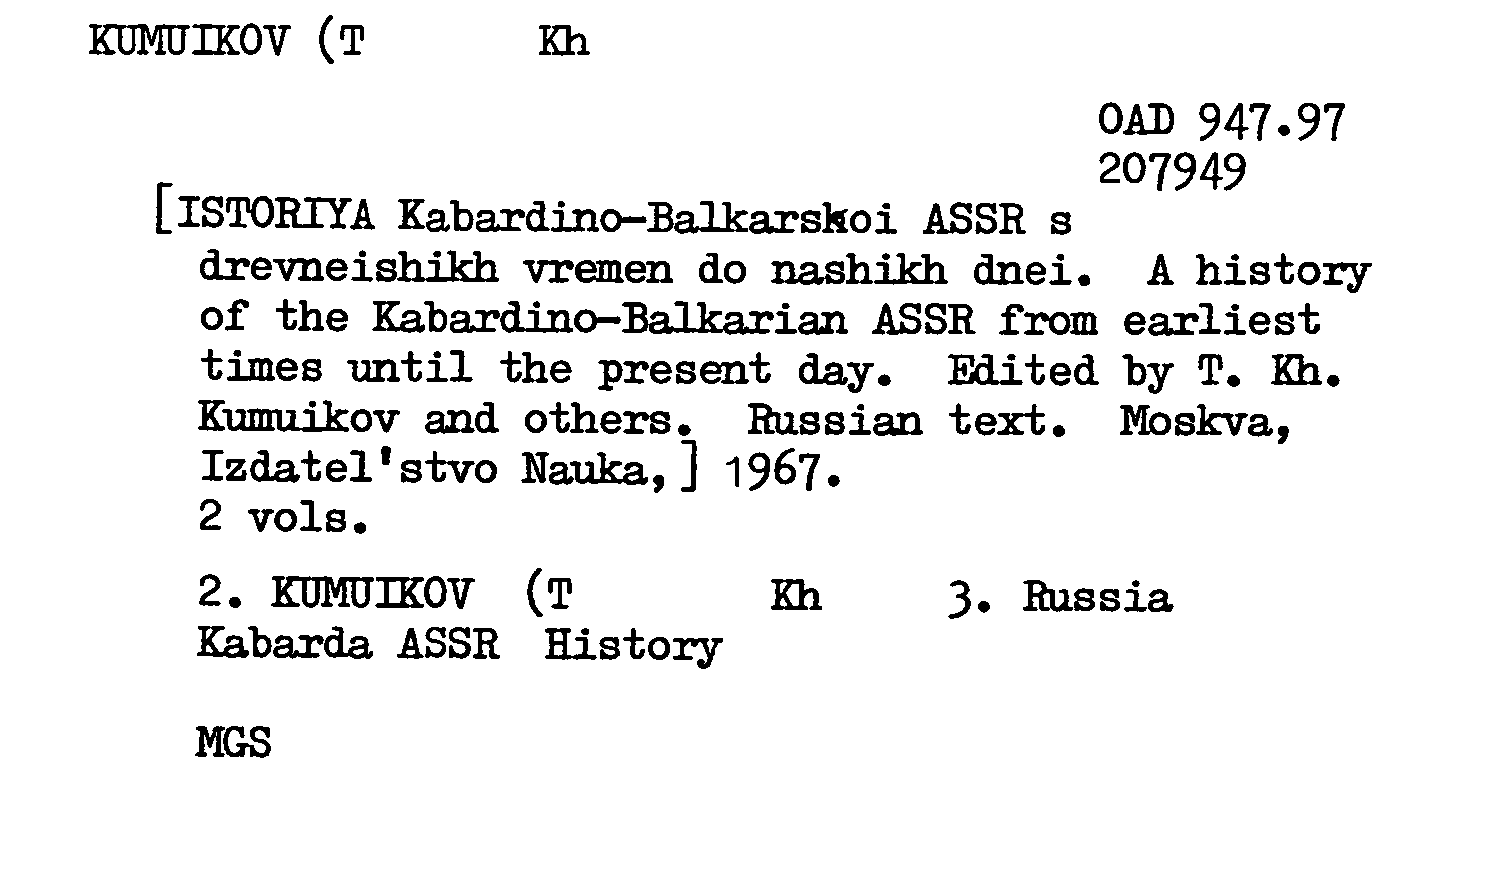 KUMUIKOV (T Kh
OAD 947.97
207949
[ISTORIYA Kabardino-Balkarskoi ASSR s
drevneishikh vremen do nashikh dnei. A history
of the Kabardino-Balkarian ASSR from earliest
times until the present day. Edited by T. Kh.
Kumuikov and others. Russian text. Moskva,
Izdatel'stvo Nauka,] 1967.
2 vols.
2. KUMUIKOV (T Kh 3. Russia
Kabarda ASSR History
MGS